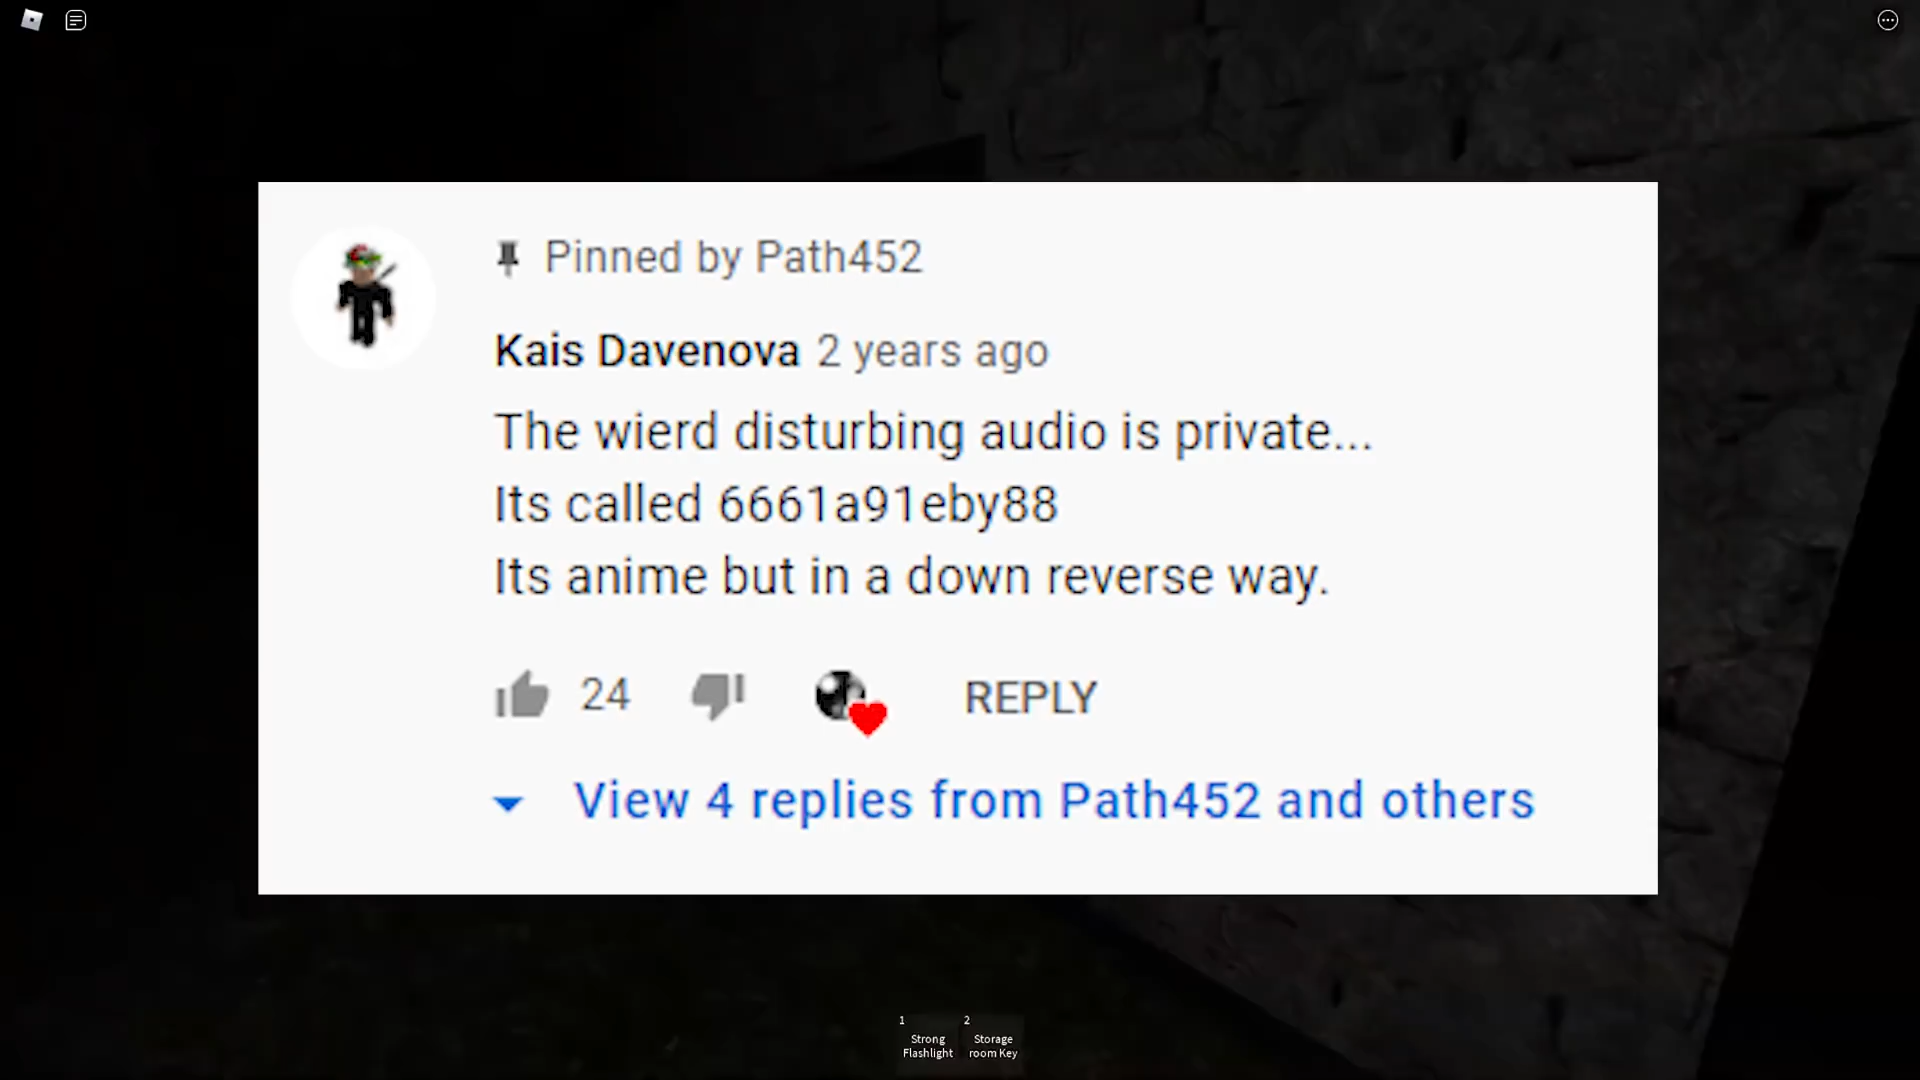 Pinned by Path452
Kais Davenova 2 years ago
The wierd disturbing audio is private...
Its called 6661a91eby88
Its anime but in a down reverse way.
24 REPLY
View 4 replies from Path452 and others
1 2
Strong Storage
Flashlight room Key